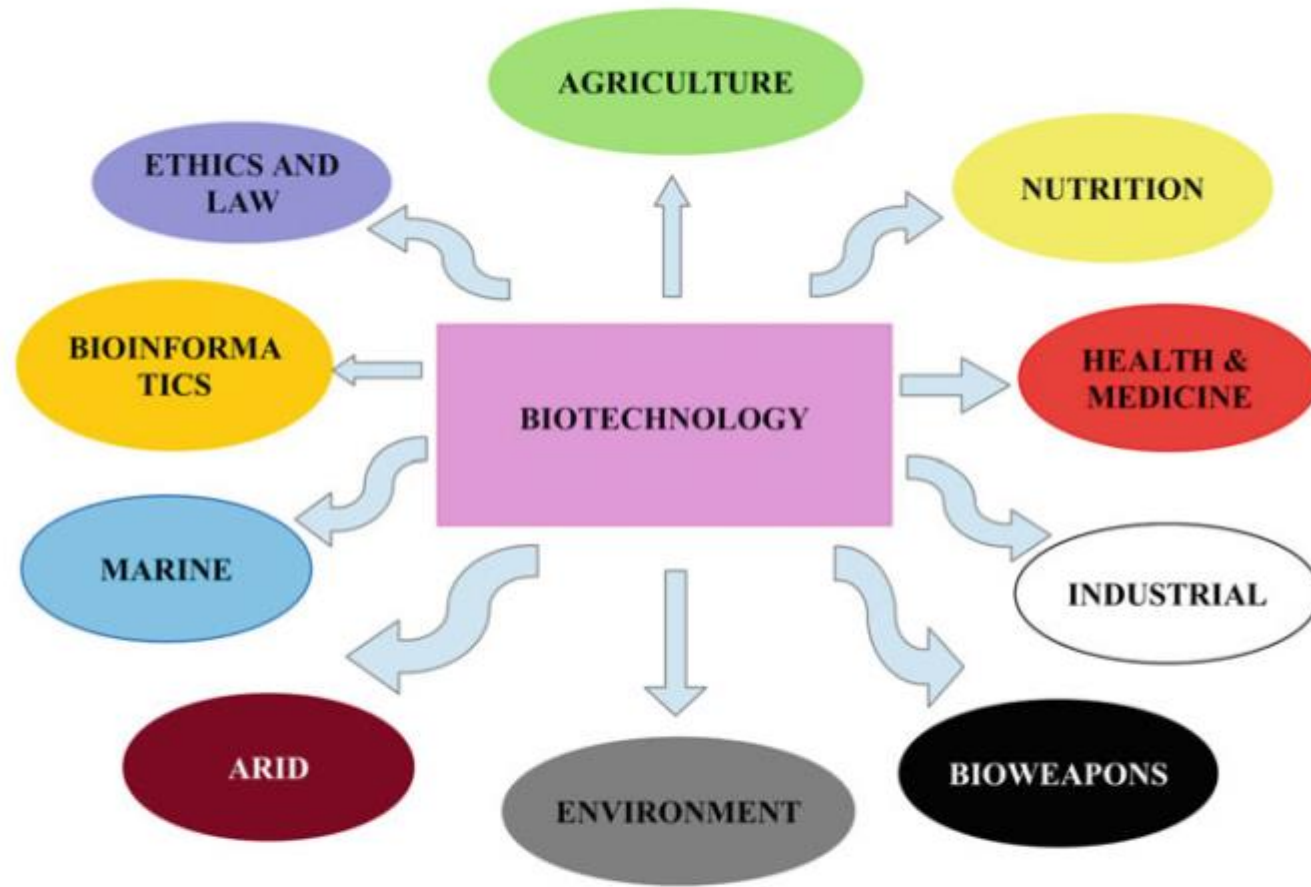 AGRICULTURE
ETHICS AND
LAW
NUTRITION
BIOINFORMA
TICS
HEALTH &
MEDICINE
BIOTECHNOLOGY
MARINE
INDUSTRIAL
ARID
BIOWEAPONS
ENVIRONMENT